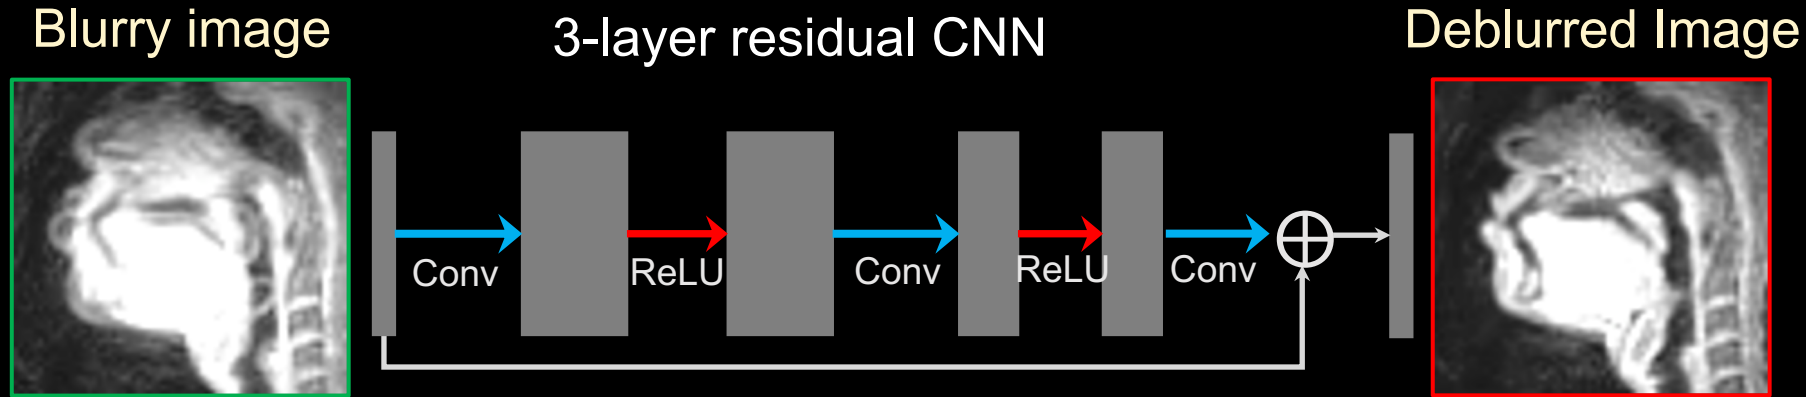 Blurry image
3-layer residual CNN
Deblurred Image
Conv
ReLU
Conv
ReLU
Conv